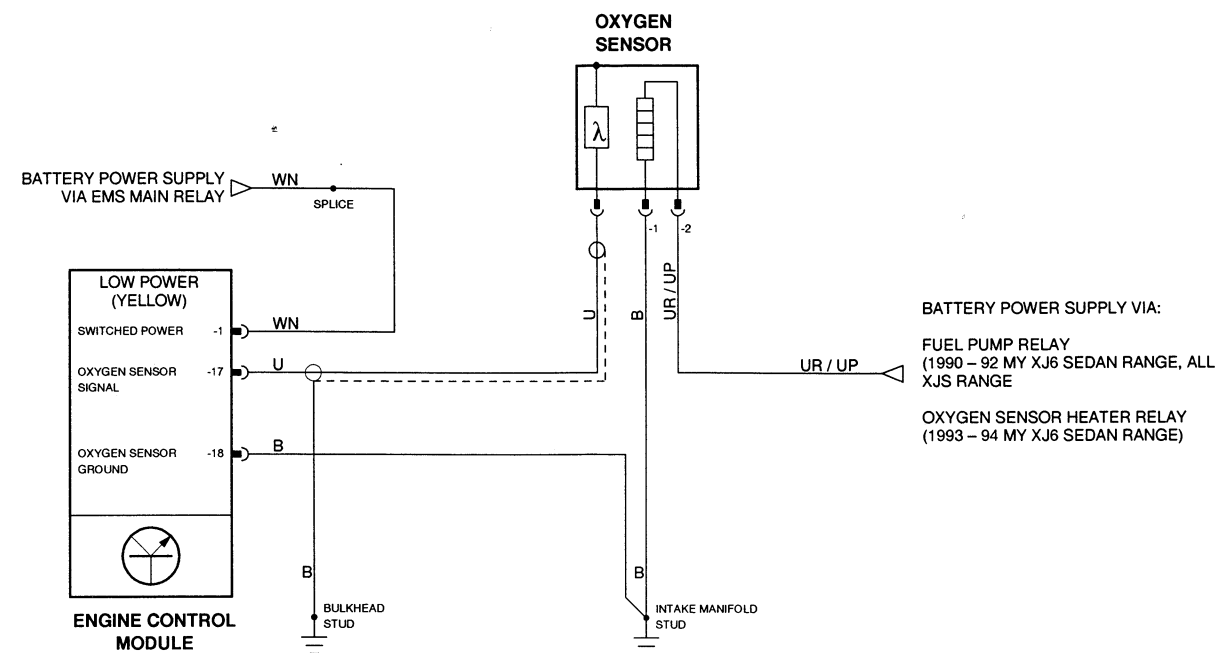 OXYGEN
SENSOR
λ
BATTERY POWER SUPPLY
VIA EMS MAIN RELAY
WN
SPLICE
-1
-2
LOW POWER
(YELLOW)
SWITCHED POWER
-1
WN
OXYGEN SENSOR
SIGNAL
-17
U
OXYGEN SENSOR
GROUND
-18
B
U
B
UR / UP
UR / UP
BATTERY POWER SUPPLY VIA:
FUEL PUMP RELAY
(1990 – 92 MY XJ6 SEDAN RANGE, ALL
XJS RANGE
OXYGEN SENSOR HEATER RELAY
(1993 – 94 MY XJ6 SEDAN RANGE)
B
B
BULKHEAD
STUD
INTAKE MANIFOLD
STUD
ENGINE CONTROL
MODULE